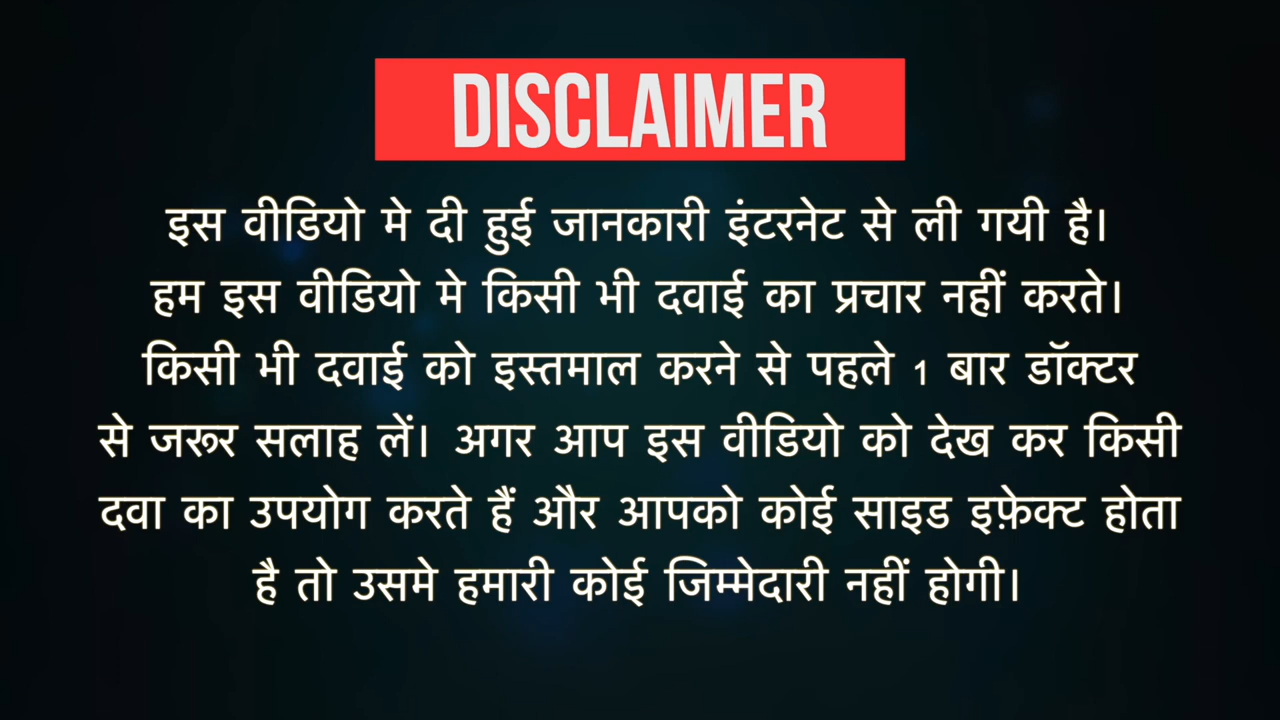 DISCLAIMER
इस वीडियो मे दी हुई जानकारी इंटरनेट से ली गयी है।
हम इस वीडियो मे किसी भी दवाई का प्रचार नहीं करते।
किसी भी दवाई को इस्तमाल करने से पहले 1 बार डॉक्टर
से जरूर सलाह लें। अगर आप इस वीडियो को देख कर किसी
दवा का उपयोग करते हैं और आपको कोई साइड इफ़ेक्ट होता
है तो उसमे हमारी कोई जिम्मेदारी नहीं होगी।